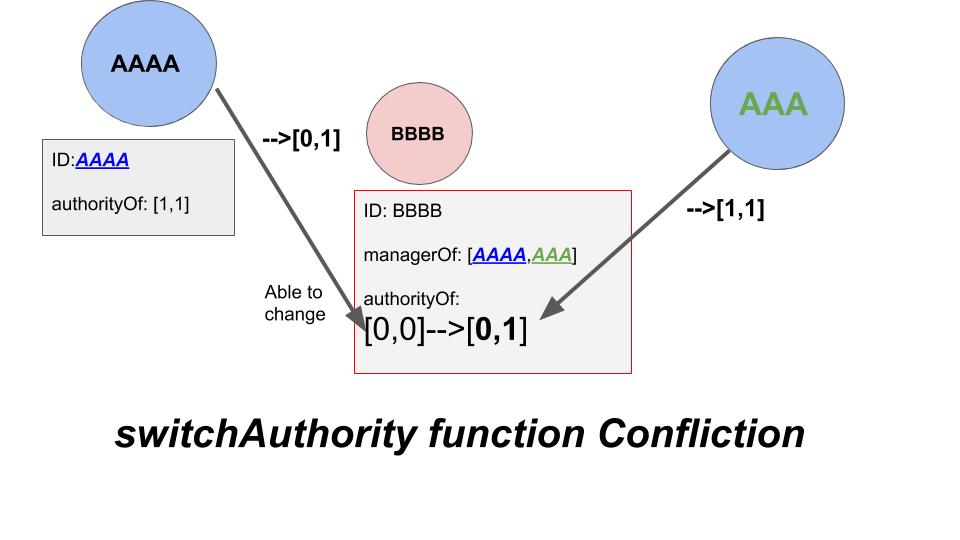 AAAA
-->[0,1]
BBBB
AAA
ID:AAAA
authorityOf: [1,1]
-->[1,1]
ID: BBBB
managerOf: [AAAA,AAA]
authorityOf:
[0,0]-->[0,1]
Able to
change
switchAuthority function Confliction